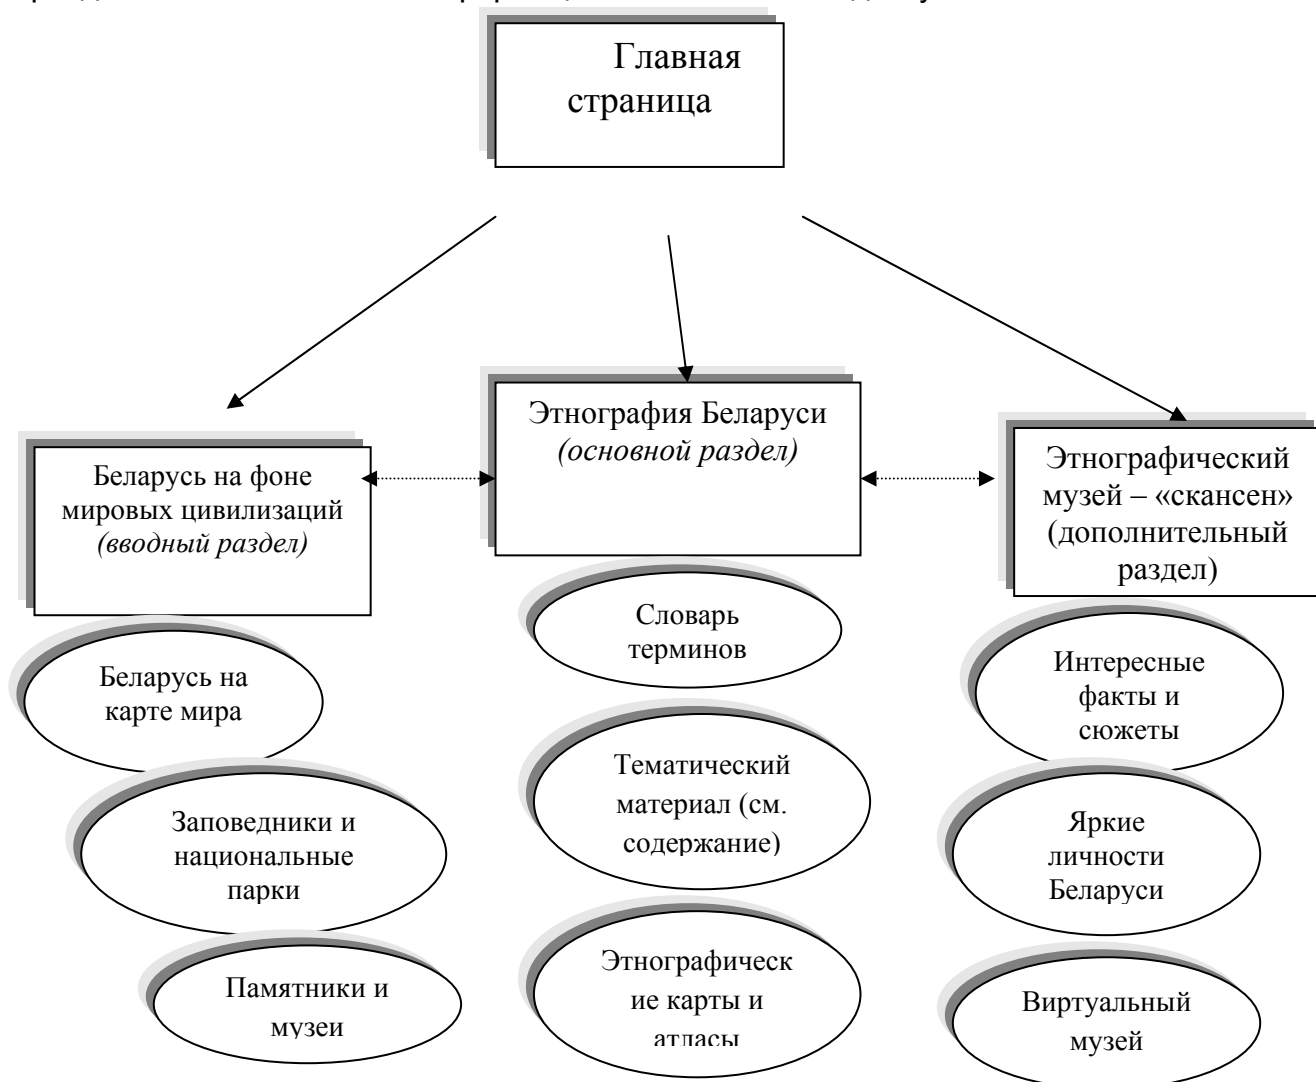 Главная
страница
Беларусь на фоне
мировых цивилизаций
(вводный раздел)
Беларусь на
карте мира
Заповедники и
национальные
парки
Памятники и
музеи
Этнография Беларуси
(основной раздел)
Словарь
терминов
Тематический
материал (см.
содержание)
Этнографическ
ие карты и
атласы
Этнографический
музей – «скансен»
(дополнительный
раздел)
Интересные
факты и
сюжеты
Яркие
личности
Беларуси
Виртуальный
музей